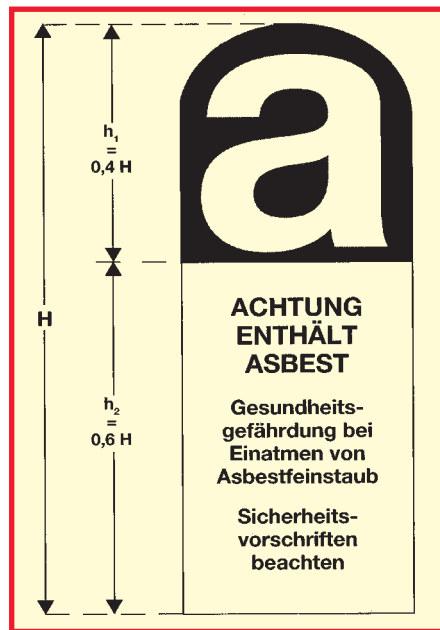 a
h₁
=
0,4 H
H
h₂
=
0,6 H
ACHTUNG
ENTHÄLT
ASBEST
Gesundheits-
gefährdung bei
Einatmen von
Asbestfeinstaub
Sicherheits-
vorschriften
beachten